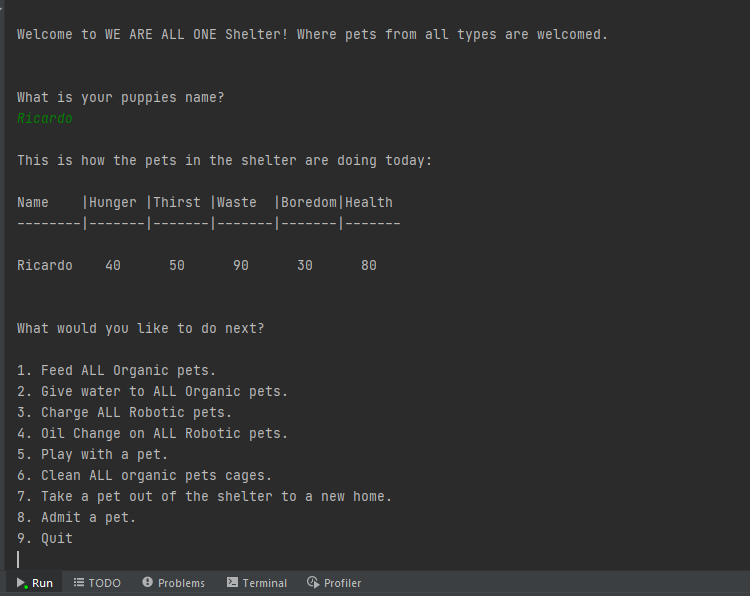 Welcome to WE ARE ALL ONE Shelter! Where pets from all types are welcomed.
What is your puppies name?
Ricardo
This is how the pets in the shelter are doing today:
Name    |Hunger |Thirst |Waste  |Boredom|Health
--------|-------|-------|-------|-------|-------
Ricardo    40      50      90      30      80
What would you like to do next?
1. Feed ALL Organic pets.
2. Give water to ALL Organic pets.
3. Charge ALL Robotic pets.
4. Oil Change on ALL Robotic pets.
5. Play with a pet.
6. Clean ALL organic pets cages.
7. Take a pet out of the shelter to a new home.
8. Admit a pet.
9. Quit
Run TODO Problems Terminal Profiler